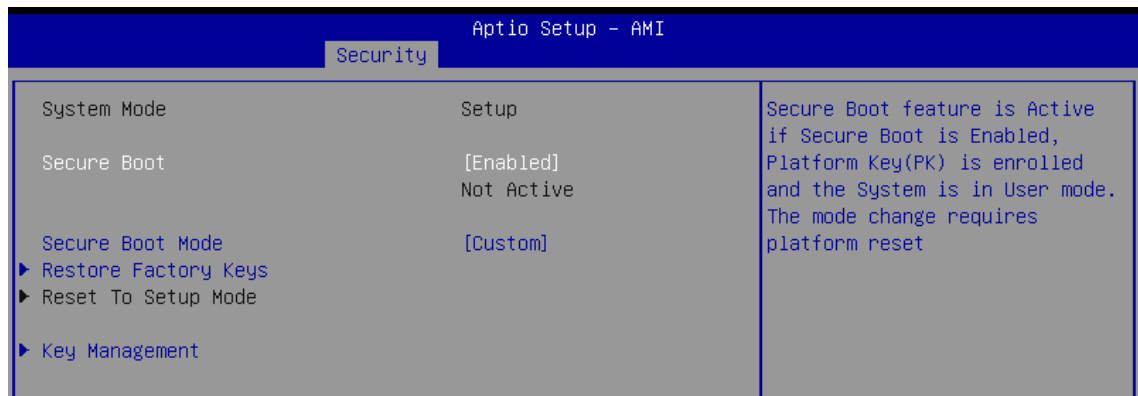 Aptio Setup - AMI
Security
System Mode Setup
Secure Boot [Enabled]
Not Active
Secure Boot Mode [Custom]
Restore Factory Keys
Reset To Setup Mode
Key Management
Secure Boot feature is Active
if Secure Boot is Enabled,
Platform Key(PK) is enrolled
and the System is in User mode.
The mode change requires
platform reset